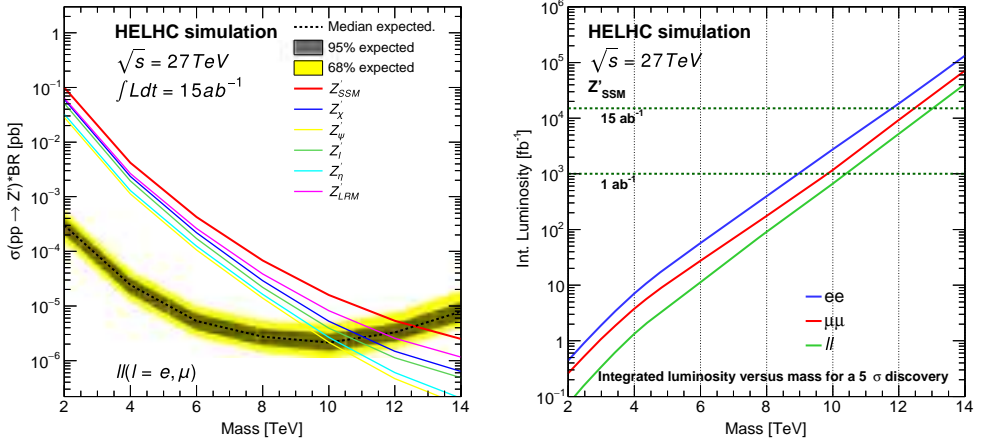 HELHC simulation
√s = 27TeV
∫Ldt = 15ab⁻¹
Median expected.
95% expected
68% expected
Z'SSM
Z'χ
Z'ψ
Z'I
Z'η
Z'LRM
ll(l = e, μ)
σ(pp → Z')*BR [pb]
1
10⁻¹
10⁻²
10⁻³
10⁻⁴
10⁻⁵
10⁻⁶
2 4 6 8 10 12 14
Mass [TeV]
HELHC simulation
√s = 27TeV
Z'SSM
15 ab⁻¹
1 ab⁻¹
ee
μμ
ll
Integrated luminosity versus mass for a 5 σ discovery
Int. Luminosity [fb⁻¹]
10⁶
10⁵
10⁴
10³
10²
10
1
10⁻¹
2 4 6 8 10 12 14
Mass [TeV]